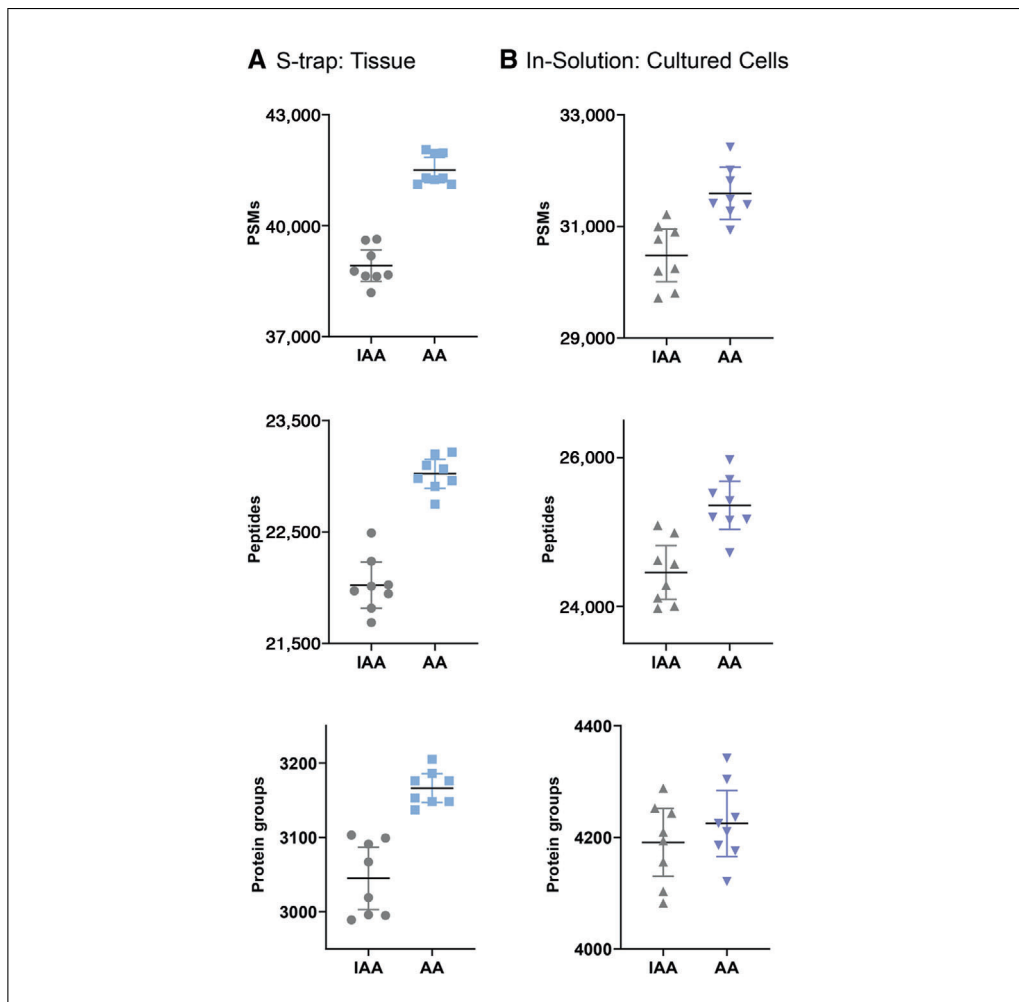 A S-trap: Tissue
B In-Solution: Cultured Cells
43,000
40,000
37,000
PSMs
IAA AA
33,000
31,000
29,000
PSMs
IAA AA
23,500
22,500
21,500
Peptides
IAA AA
26,000
24,000
Peptides
IAA AA
3200
3100
3000
Protein groups
IAA AA
4400
4200
4000
Protein groups
IAA AA